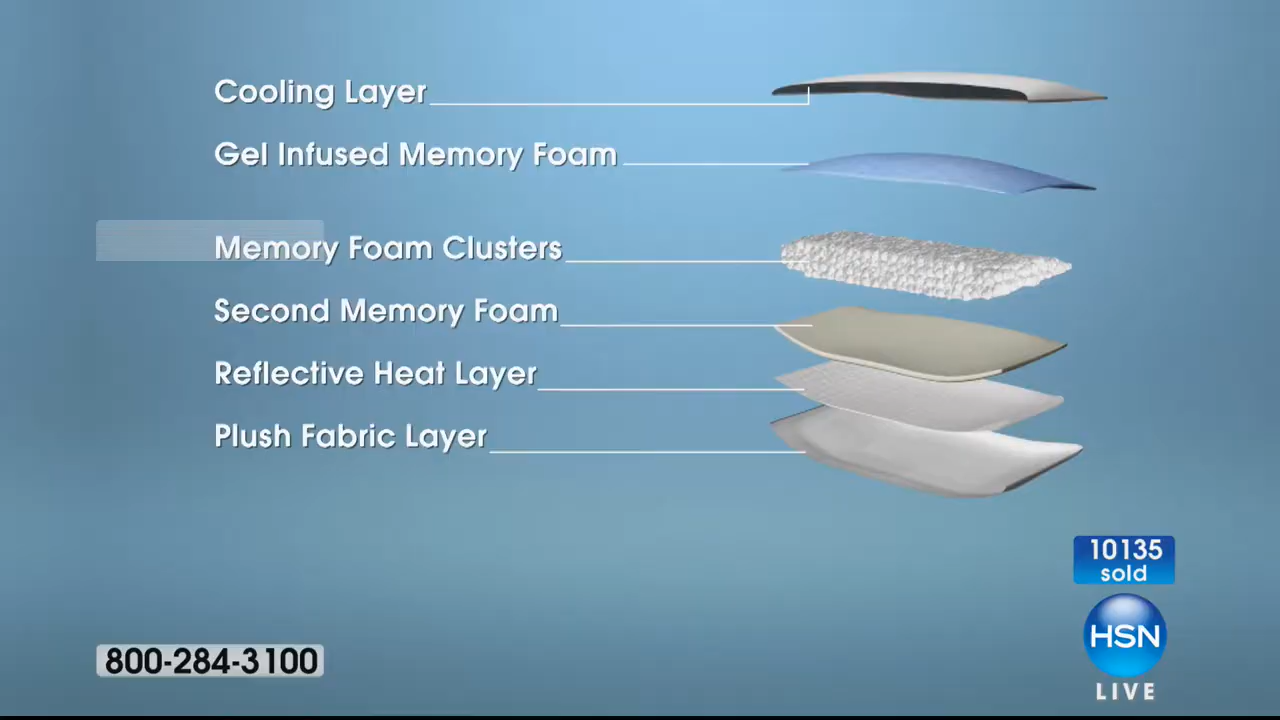 Cooling Layer
Gel Infused Memory Foam
Memory Foam Clusters
Second Memory Foam
Reflective Heat Layer
Plush Fabric Layer
10135
sold
HSN
LIVE
800-284-3100